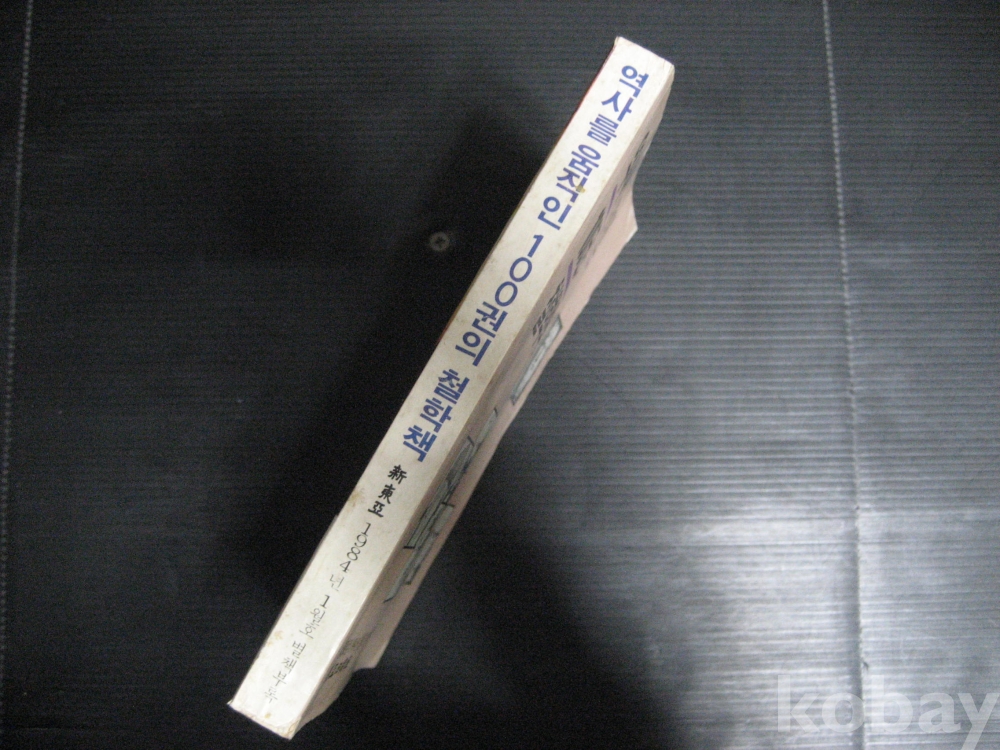 역사를 움직인 100권의 철학책
新東亞 1984년 1월호 별책부록
kobay